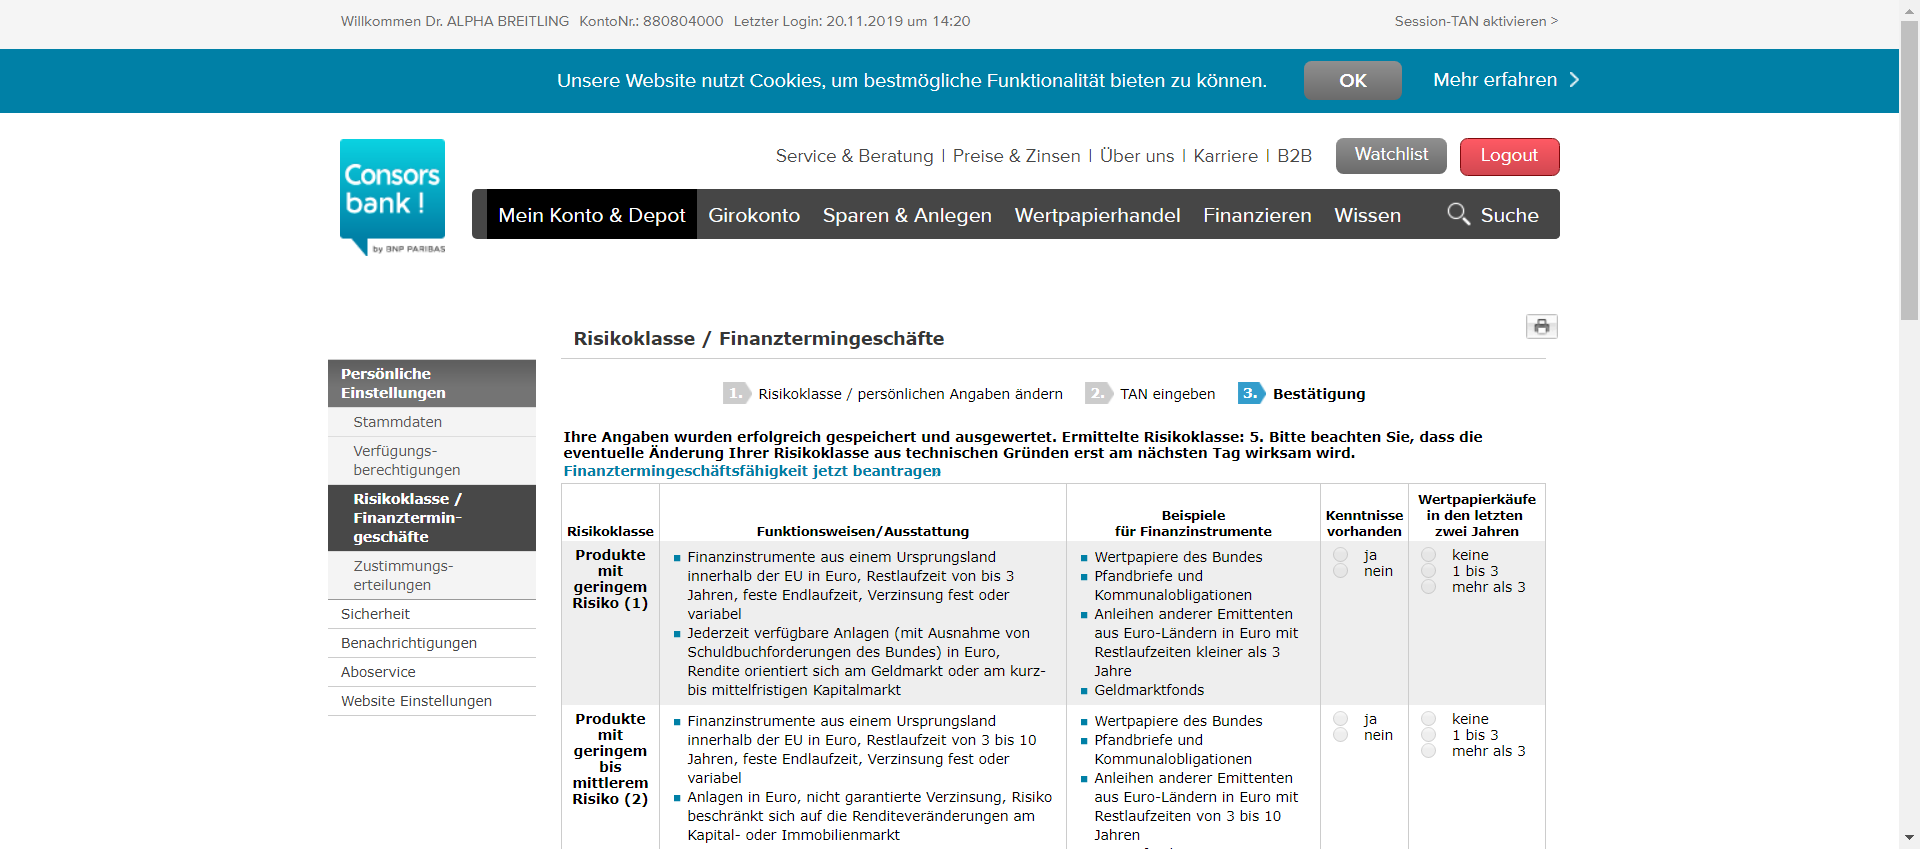 Willkommen Dr. ALPHA BREITLING KontoNr.: 880804000 Letzter Login: 20.11.2019 um 14:20
Session-TAN aktivieren >
Unsere Website nutzt Cookies, um bestmögliche Funktionalität bieten zu können.
OK
Mehr erfahren
Consors
bank!
by BNP PARIBAS
Service & Beratung | Preise & Zinsen | Über uns | Karriere | B2B
Watchlist
Logout
Mein Konto & Depot Girokonto Sparen & Anlegen Wertpapierhandel Finanzieren Wissen Suche
Persönliche
Einstellungen
Stammdaten
Verfügungs-
berechtigungen
Risikoklasse /
Finanztermin-
geschäfte
Zustimmungs-
erteilungen
Sicherheit
Benachrichtigungen
Aboservice
Website Einstellungen
Risikoklasse / Finanztermingeschäfte
1. Risikoklasse / persönlichen Angaben ändern 2. TAN eingeben 3. Bestätigung
Ihre Angaben wurden erfolgreich gespeichert und ausgewertet. Ermittelte Risikoklasse: 5. Bitte beachten Sie, dass die
eventuelle Änderung Ihrer Risikoklasse aus technischen Gründen erst am nächsten Tag wirksam wird.
Finanztermingeschäftsfähigkeit jetzt beantragen
Risikoklasse
Funktionsweisen/Ausstattung
Beispiele
für Finanzinstrumente
Kenntnisse
vorhanden
Wertpapierkäufe
in den letzten
zwei Jahren
Produkte
mit
geringem
Risiko (1)
Finanzinstrumente aus einem Ursprungsland
innerhalb der EU in Euro, Restlaufzeit von bis 3
Jahren, feste Endlaufzeit, Verzinsung fest oder
variabel
Jederzeit verfügbare Anlagen (mit Ausnahme von
Schuldbuchforderungen des Bundes) in Euro,
Rendite orientiert sich am Geldmarkt oder am kurz-
bis mittelfristigen Kapitalmarkt
Wertpapiere des Bundes
Pfandbriefe und
Kommunalobligationen
Anleihen anderer Emittenten
aus Euro-Ländern in Euro mit
Restlaufzeiten kleiner als 3
Jahre
Geldmarktfonds
ja
nein
keine
1 bis 3
mehr als 3
Produkte
mit
geringem
bis
mittlerem
Risiko (2)
Finanzinstrumente aus einem Ursprungsland
innerhalb der EU in Euro, Restlaufzeit von 3 bis 10
Jahren, feste Endlaufzeit, Verzinsung fest oder
variabel
Anlagen in Euro, nicht garantierte Verzinsung, Risiko
beschränkt sich auf die Renditeveränderungen am
Kapital- oder Immobilienmarkt
Wertpapiere des Bundes
Pfandbriefe und
Kommunalobligationen
Anleihen anderer Emittenten
aus Euro-Ländern in Euro mit
Restlaufzeiten von 3 bis 10
Jahren
ja
nein
keine
1 bis 3
mehr als 3